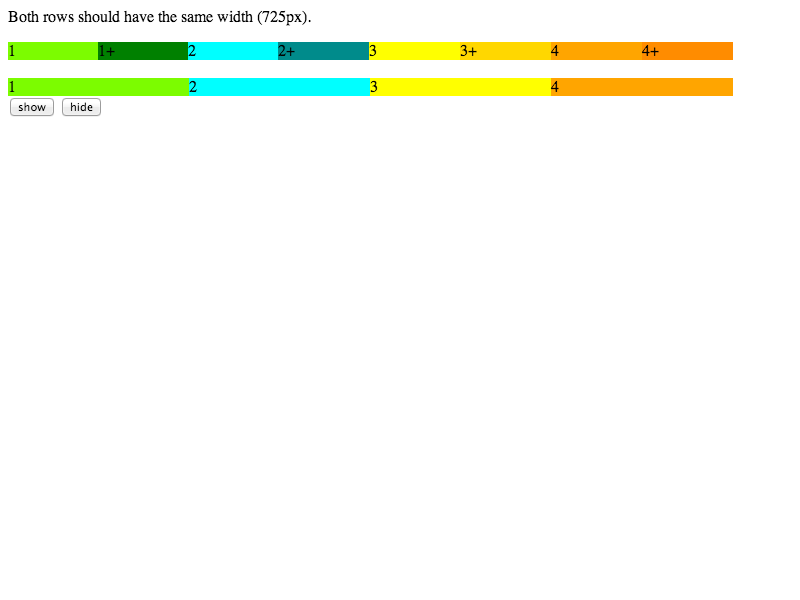 Both rows should have the same width (725px).
1 1+ 2 2+ 3 3+ 4 4+
1 2 3 4
show hide